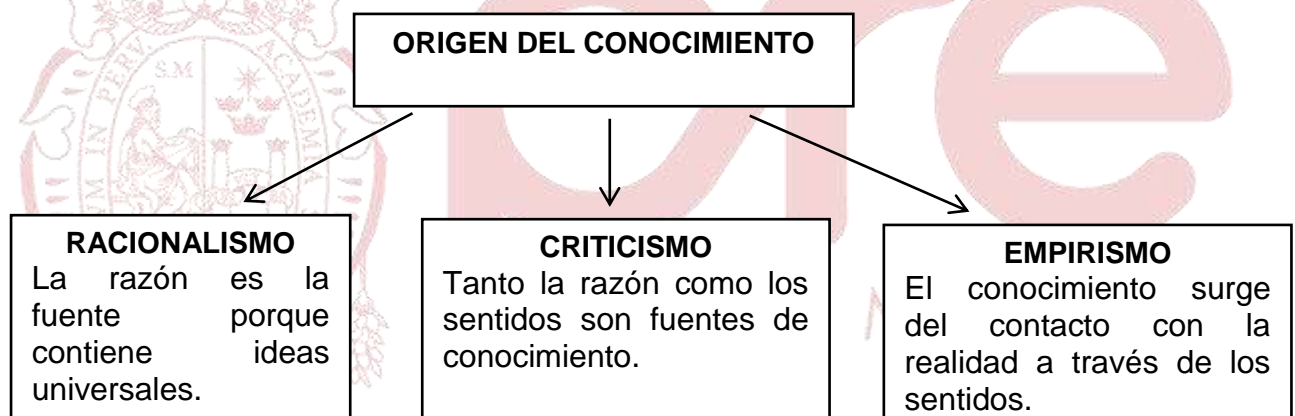 ORIGEN DEL CONOCIMIENTO
RACIONALISMO
La razón es la
fuente porque
contiene ideas
universales.
CRITICISMO
Tanto la razón como los
sentidos son fuentes de
conocimiento.
EMPIRISMO
El conocimiento surge
del contacto con la
realidad a través de los
sentidos.